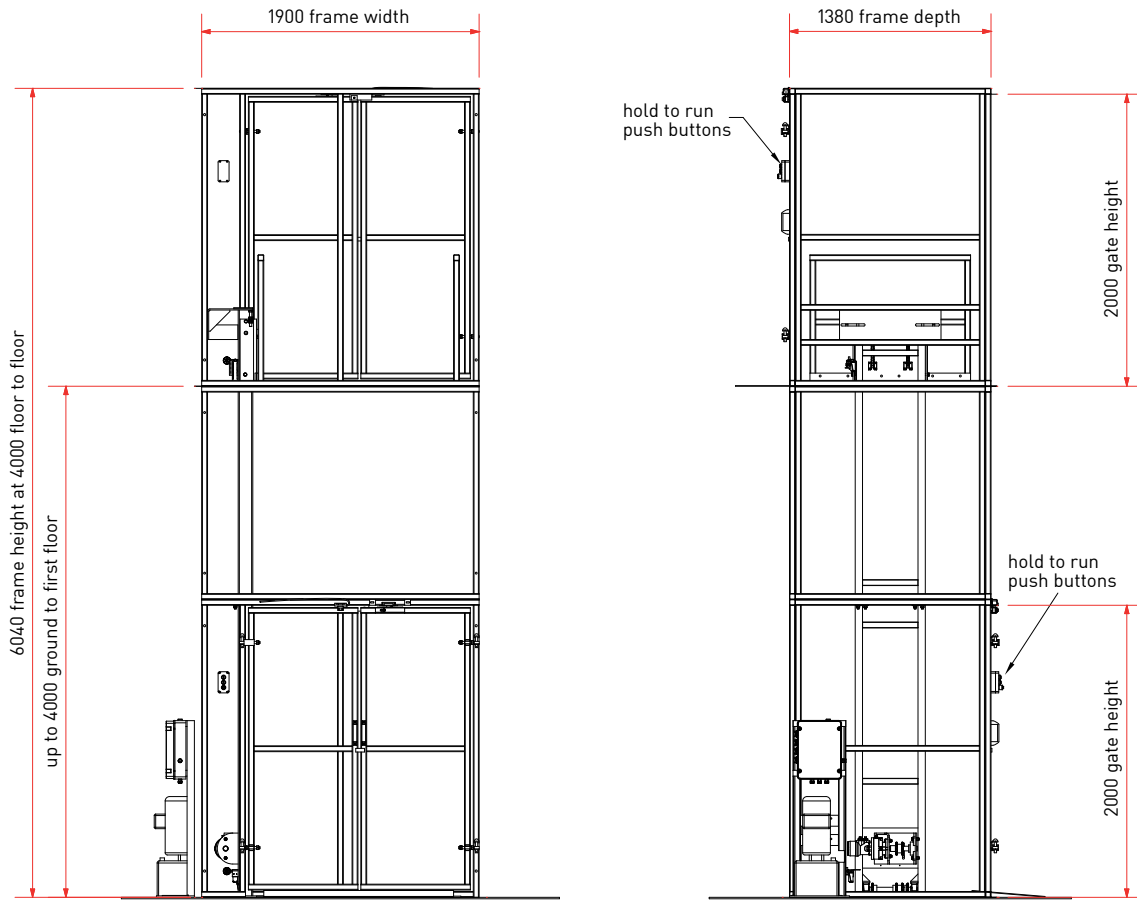 1900 frame width
1380 frame depth
hold to run
push buttons
2000 gate height
6040 frame height at 4000 floor to floor
up to 4000 ground to first floor
hold to run
push buttons
2000 gate height